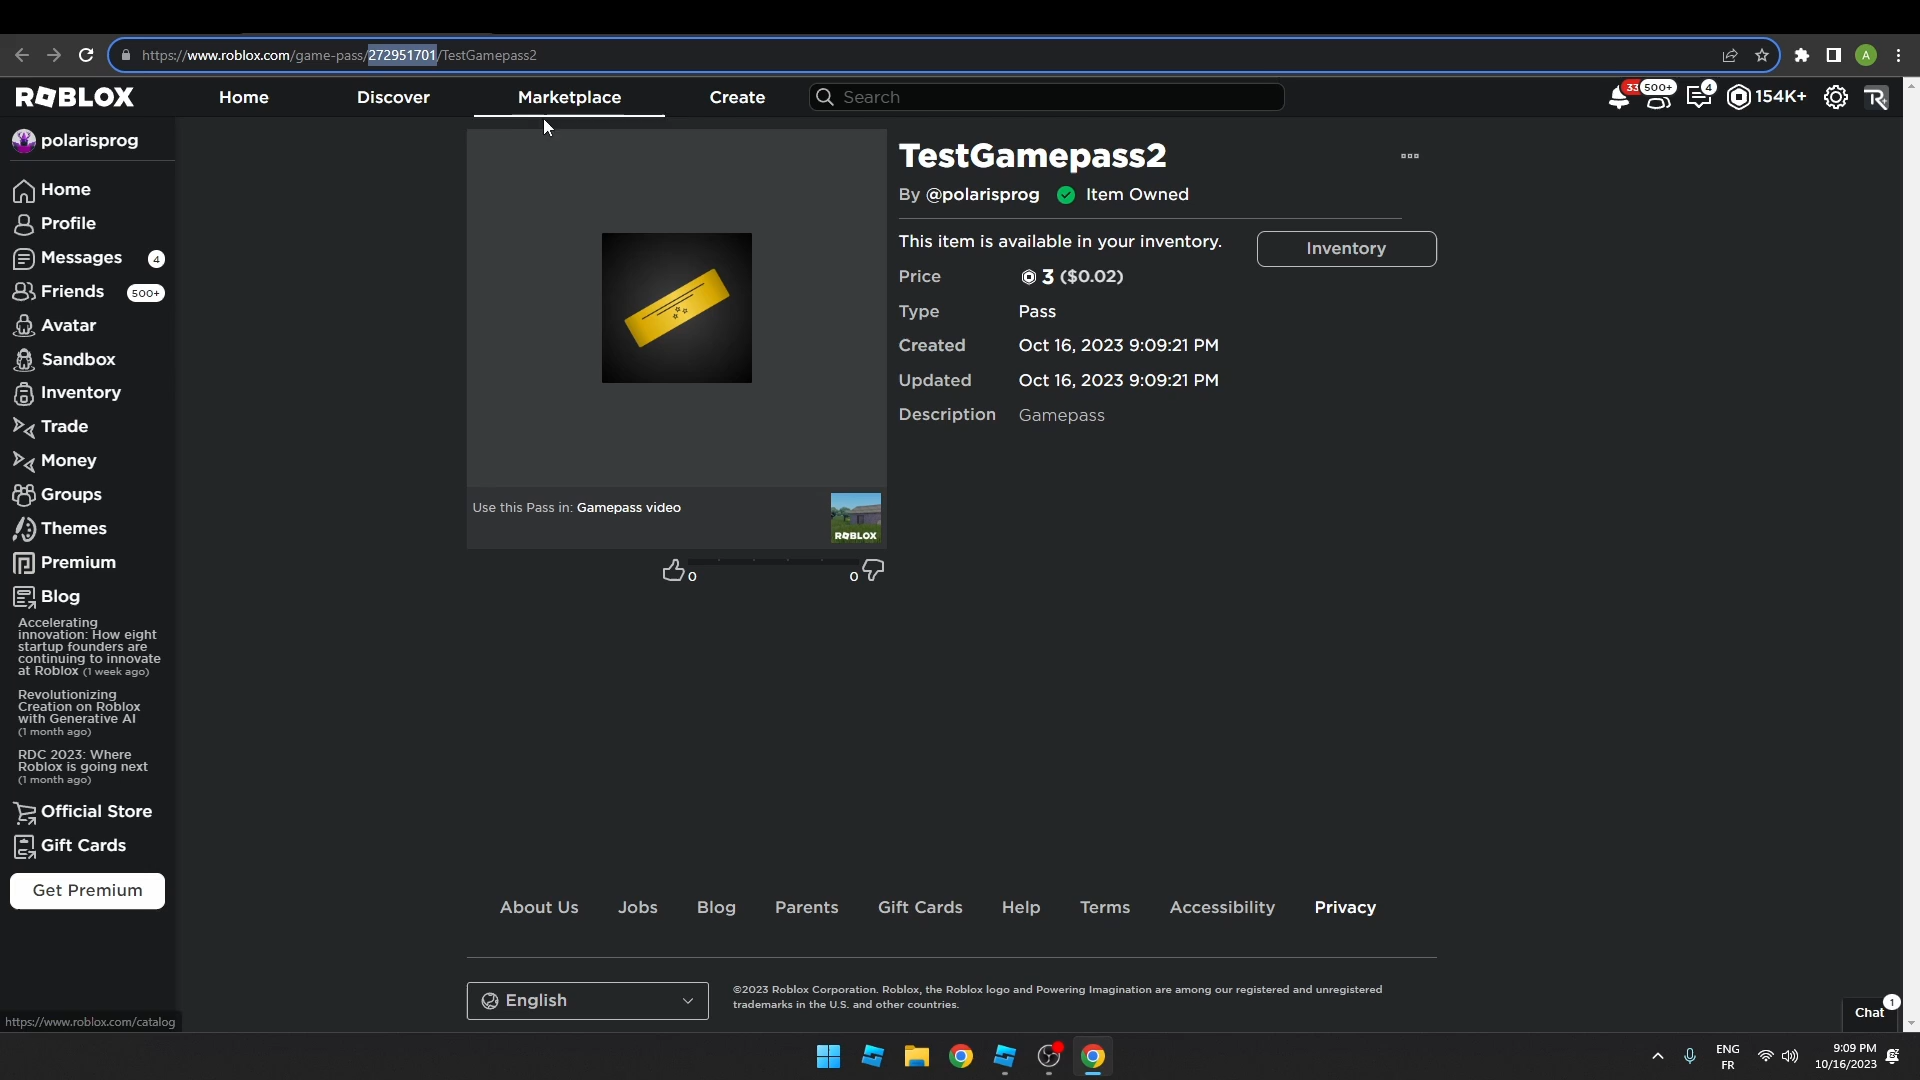 https://www.roblox.com/game-pass/272951701/TestGamepass2
A
ROBLOX
Home
Discover
Marketplace
Create
Search
33
500+
4
154K+
polarisprog
Home
Profile
Messages 4
Friends 500+
Avatar
Sandbox
Inventory
Trade
Money
Groups
Themes
Premium
Blog
Accelerating
innovation: How eight
startup founders are
continuing to innovate
at Roblox (1 week ago)
Revolutionizing
Creation on Roblox
with Generative AI
(1 month ago)
RDC 2023: Where
Roblox is going next
(1 month ago)
Official Store
Gift Cards
Get Premium
https://www.roblox.com/catalog
TestGamepass2
By @polarisprog Item Owned
This item is available in your inventory.
Inventory
Price 3 ($0.02)
Type Pass
Created Oct 16, 2023 9:09:21 PM
Updated Oct 16, 2023 9:09:21 PM
Description Gamepass
Use this Pass in: Gamepass video
ROBLOX
0 0
About Us Jobs Blog Parents Gift Cards Help Terms Accessibility Privacy
English
©2023 Roblox Corporation. Roblox, the Roblox logo and Powering Imagination are among our registered and unregistered
trademarks in the U.S. and other countries.
Chat 1
ENG
FR
9:09 PM
10/16/2023